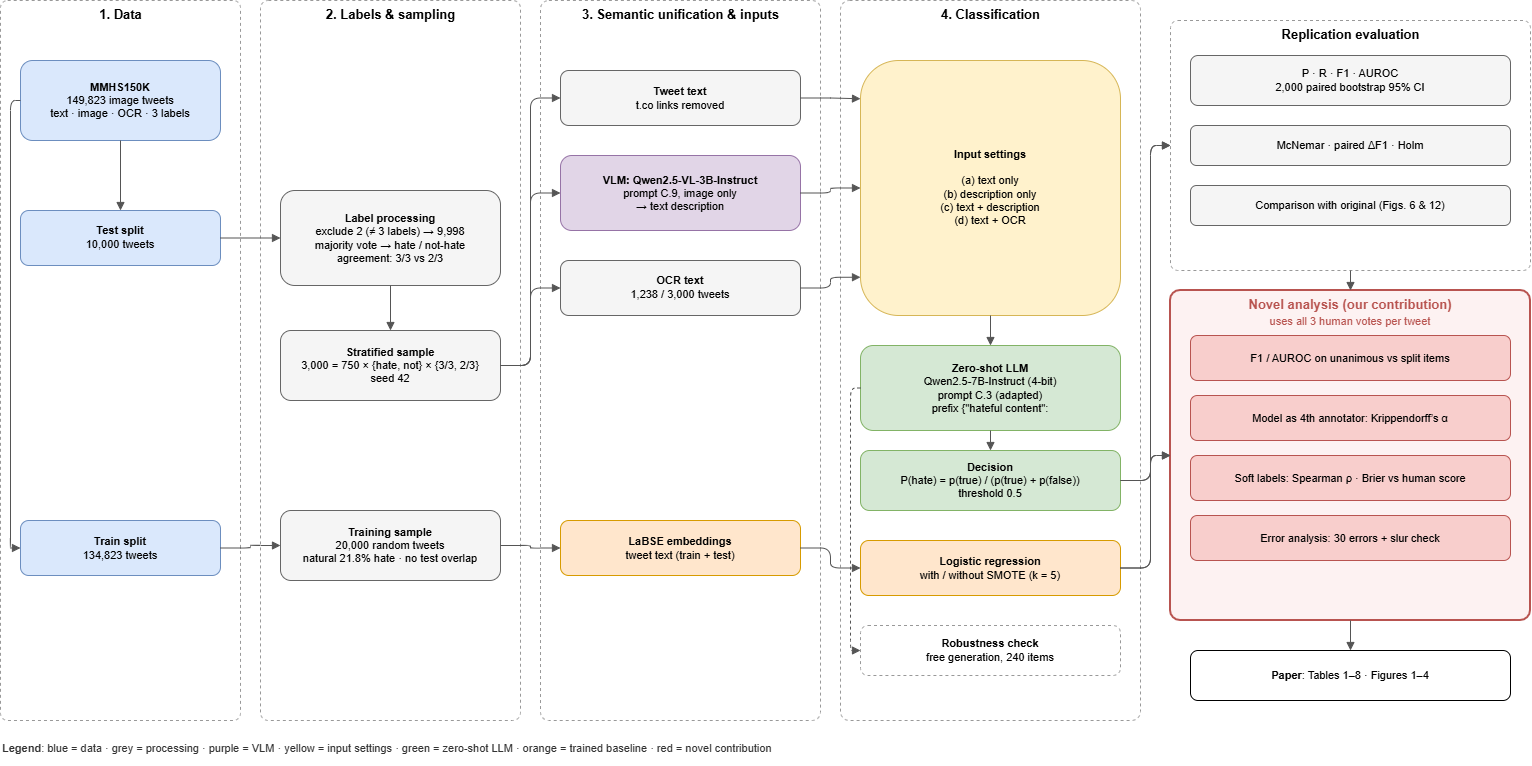 1. Data
MMHS150K
149,823 image tweets
text · image · OCR · 3 labels
Test split
10,000 tweets
Train split
134,823 tweets
2. Labels & sampling
Label processing
exclude 2 (≠ 3 labels) → 9,998
majority vote → hate / not-hate
agreement: 3/3 vs 2/3
Stratified sample
3,000 = 750 × {hate, not} × {3/3, 2/3}
seed 42
Training sample
20,000 random tweets
natural 21.8% hate · no test overlap
3. Semantic unification & inputs
Tweet text
t.co links removed
VLM: Qwen2.5-VL-3B-Instruct
prompt C.9, image only
→ text description
OCR text
1,238 / 3,000 tweets
LaBSE embeddings
tweet text (train + test)
4. Classification
Input settings
(a) text only
(b) description only
(c) text + description
(d) text + OCR
Zero-shot LLM
Qwen2.5-7B-Instruct (4-bit)
prompt C.3 (adapted)
prefix {"hateful content":
Decision
P(hate) = p(true) / (p(true) + p(false))
threshold 0.5
Logistic regression
with / without SMOTE (k = 5)
Robustness check
free generation, 240 items
Replication evaluation
P · R · F1 · AUROC
2,000 paired bootstrap 95% CI
McNemar · paired ΔF1 · Holm
Comparison with original (Figs. 6 & 12)
Novel analysis (our contribution)
uses all 3 human votes per tweet
F1 / AUROC on unanimous vs split items
Model as 4th annotator: Krippendorff's α
Soft labels: Spearman ρ · Brier vs human score
Error analysis: 30 errors + slur check
Paper: Tables 1–8 · Figures 1–4
Legend: blue = data · grey = processing · purple = VLM · yellow = input settings · green = zero-shot LLM · orange = trained baseline · red = novel contribution